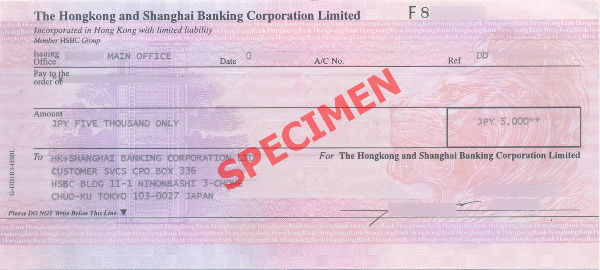 The Hongkong and Shanghai Banking Corporation Limited F8
Incorporated in Hong Kong with limited liability
Member HSBC Group
Issuing Office MAIN OFFICE Date 0 A/C No. Ref DD
Pay to the order of
Amount
JPY FIVE THOUSAND ONLY JPY 5,000**
SPECIMEN
To HK+SHANGHAI BANKING CORPORATION LTD For The Hongkong and Shanghai Banking Corporation Limited
CUSTOMER SVCS CPO BOX 336
HSBC BLDG 11-1 NIHONBASHI 3-CHOME
CHUO-KU TOKYO 103-0027 JAPAN
Please DO NOT Write Below This Line ▼